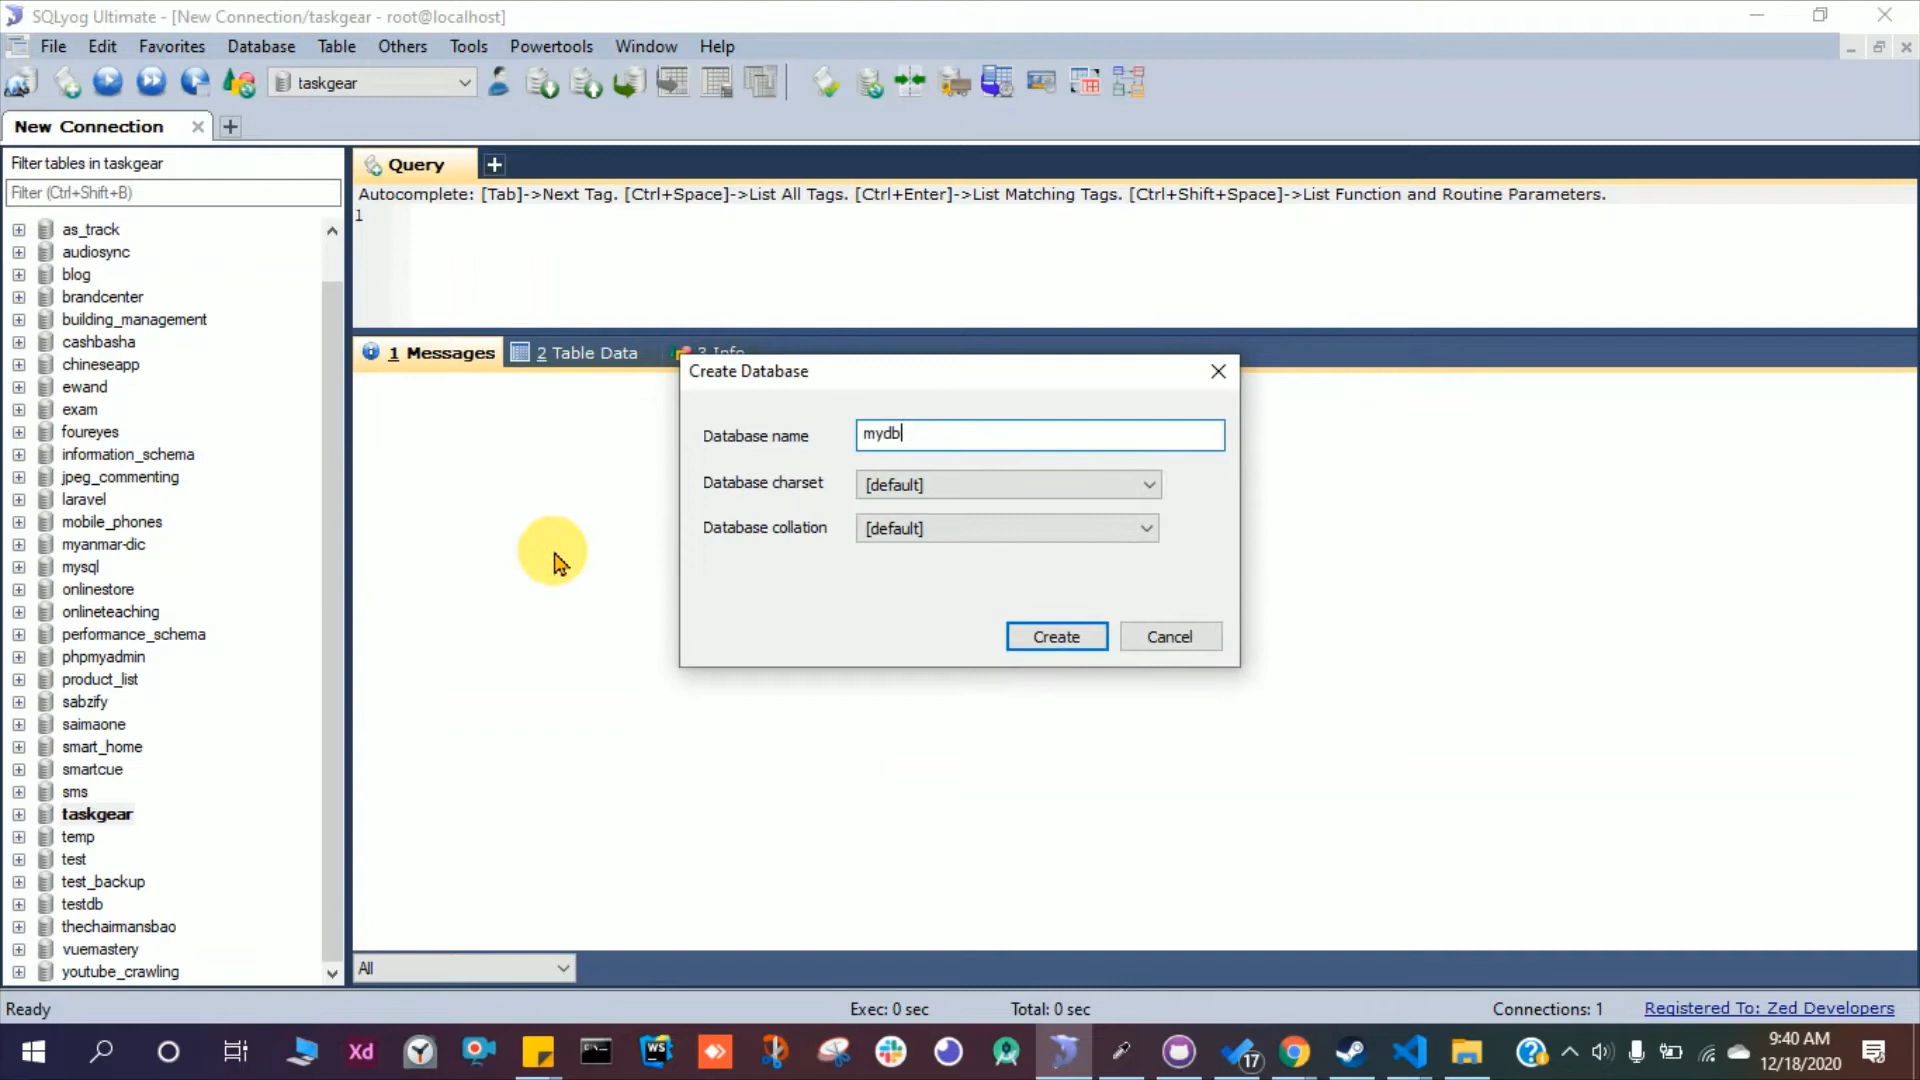 SQLyog Ultimate - [New Connection/taskgear - root@localhost]
File Edit Favorites Database Table Others Tools Powertools Window Help
taskgear
New Connection
Filter tables in taskgear
Filter (Ctrl+Shift+B)
as_track
audiosync
blog
brandcenter
building_management
cashbasha
chineseapp
ewand
exam
foureyes
information_schema
jpeg_commenting
laravel
mobile_phones
myanmar-dic
mysql
onlinestore
onlineteaching
performance_schema
phpmyadmin
product_list
sabzify
saimaone
smart_home
smartcue
sms
taskgear
temp
test
test_backup
testdb
thechairmansbao
vuemastery
youtube_crawling
Query
Autocomplete: [Tab]->Next Tag. [Ctrl+Space]->List All Tags. [Ctrl+Enter]->List Matching Tags. [Ctrl+Shift+Space]->List Function and Routine Parameters.
1
1 Messages 2 Table Data 3 Info
Create Database
Database name mydb
Database charset [default]
Database collation [default]
Create Cancel
All
Ready Exec: 0 sec Total: 0 sec Connections: 1 Registered To: Zed Developers
Xd WS 17
9:40 AM
12/18/2020